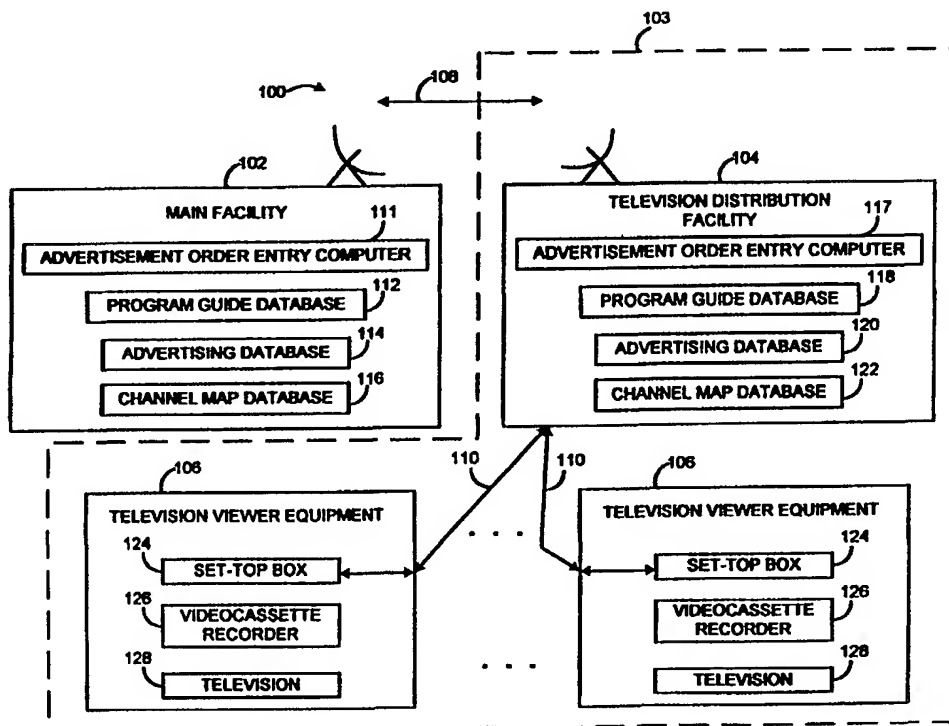 103
100
108
102
104
MAIN FACILITY
TELEVISION DISTRIBUTION
FACILITY
111
117
ADVERTISEMENT ORDER ENTRY COMPUTER
ADVERTISEMENT ORDER ENTRY COMPUTER
112
118
PROGRAM GUIDE DATABASE
PROGRAM GUIDE DATABASE
114
120
ADVERTISING DATABASE
ADVERTISING DATABASE
116
122
CHANNEL MAP DATABASE
CHANNEL MAP DATABASE
110
110
106
106
TELEVISION VIEWER EQUIPMENT
. . .
TELEVISION VIEWER EQUIPMENT
124
SET-TOP BOX
SET-TOP BOX
124
126
VIDEOCASSETTE
RECORDER
VIDEOCASSETTE
RECORDER
126
128
TELEVISION
. . .
TELEVISION
128